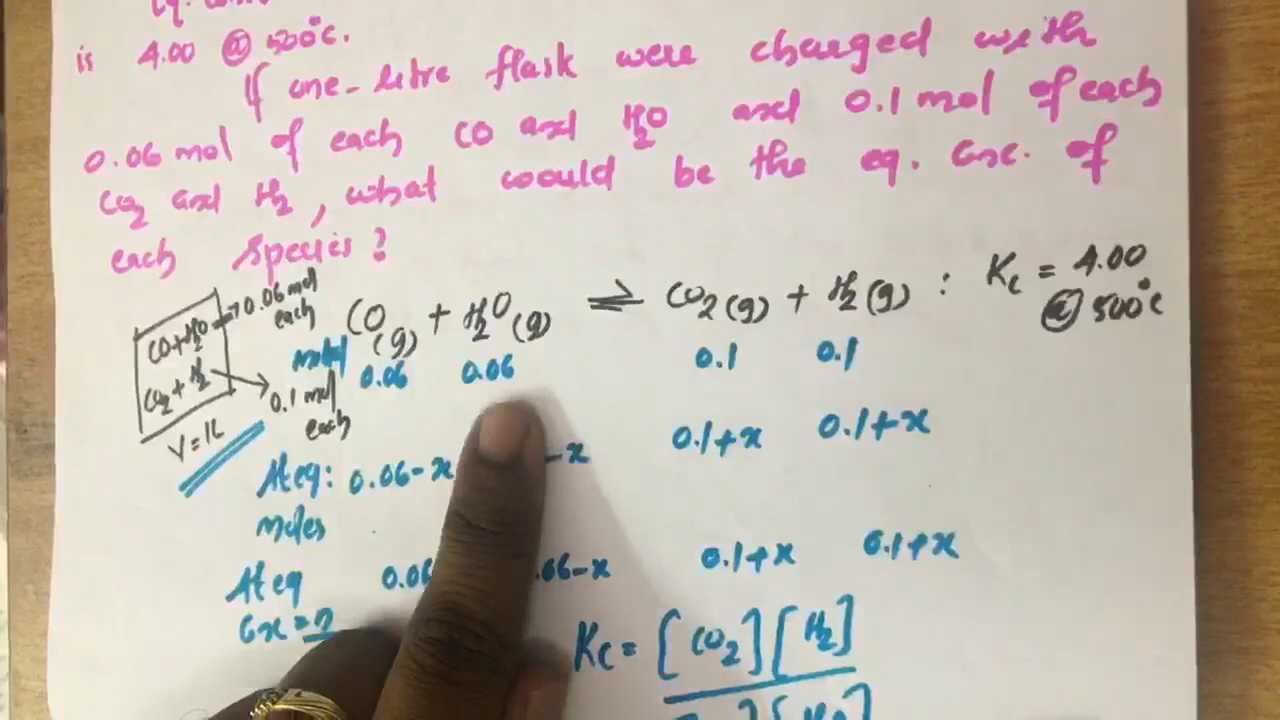 is 4.00 @ 500°C.
If one-litre flask were charged with
0.06 mol of each CO and H2O and 0.1 mol of each
CO2 and H2, what would be the eq. Conc. of
each species?
CO(g) + H2O(g) ⇌ CO2(g) + H2(g) : Kc = 4.00
@ 500°C
CO+H2O → 0.06 mol each
CO2+H2 → 0.1 mol each
V=1L
0.06 0.06 0.1 0.1
At eq: 0.06-x -x 0.1+x 0.1+x
moles
At eq 0.06 .06-x 0.1+x 0.1+x
Kc = [CO2][H2]